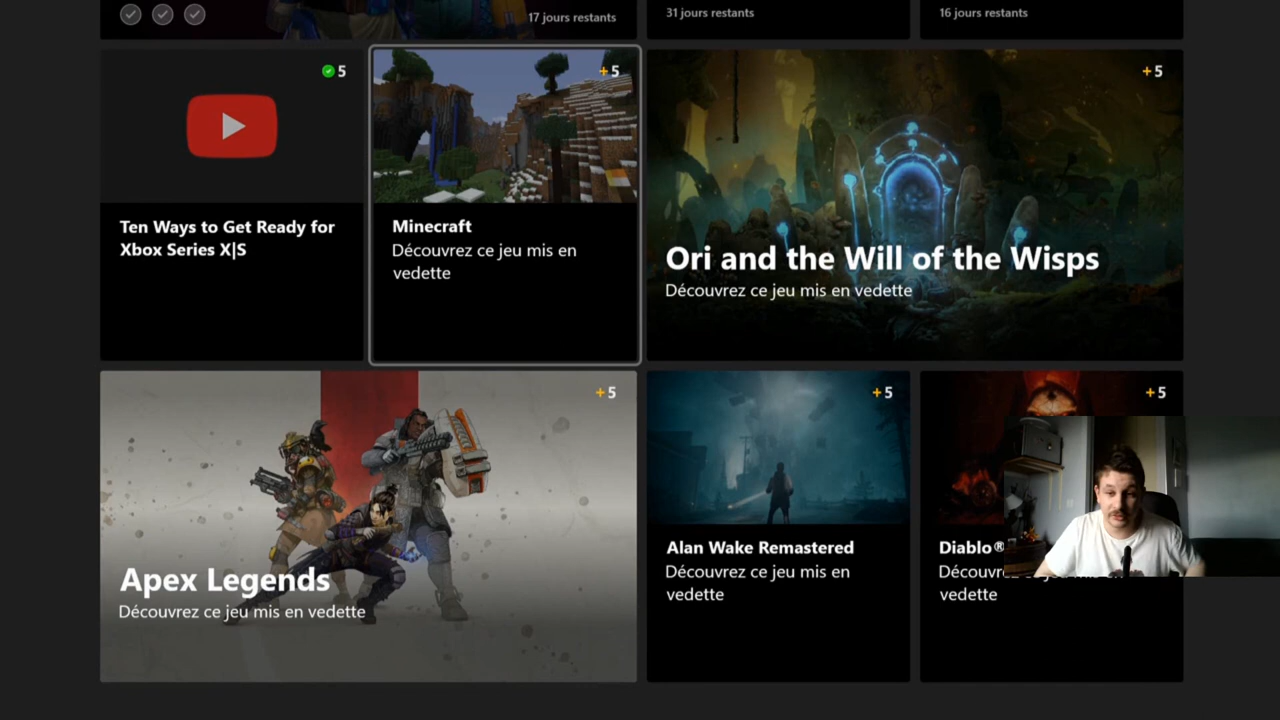 17 jours restants
31 jours restants
16 jours restants
5
Ten Ways to Get Ready for
Xbox Series X|S
+5
Minecraft
Découvrez ce jeu mis en
vedette
+5
Ori and the Will of the Wisps
Découvrez ce jeu mis en vedette
+5
Apex Legends
Découvrez ce jeu mis en vedette
+5
Alan Wake Remastered
Découvrez ce jeu mis en
vedette
+5
Diablo®
vedette